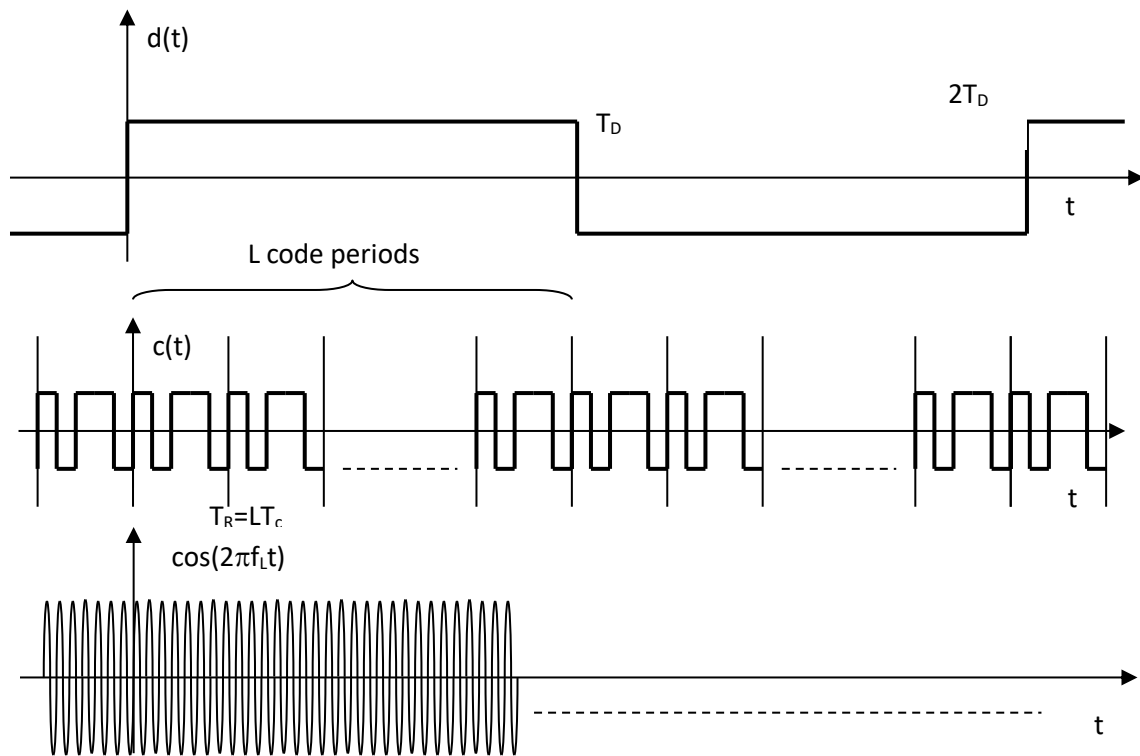 d(t)
2T_D
T_D
t
L code periods
c(t)
t
T_R=LT_c
cos(2πf_Lt)
t